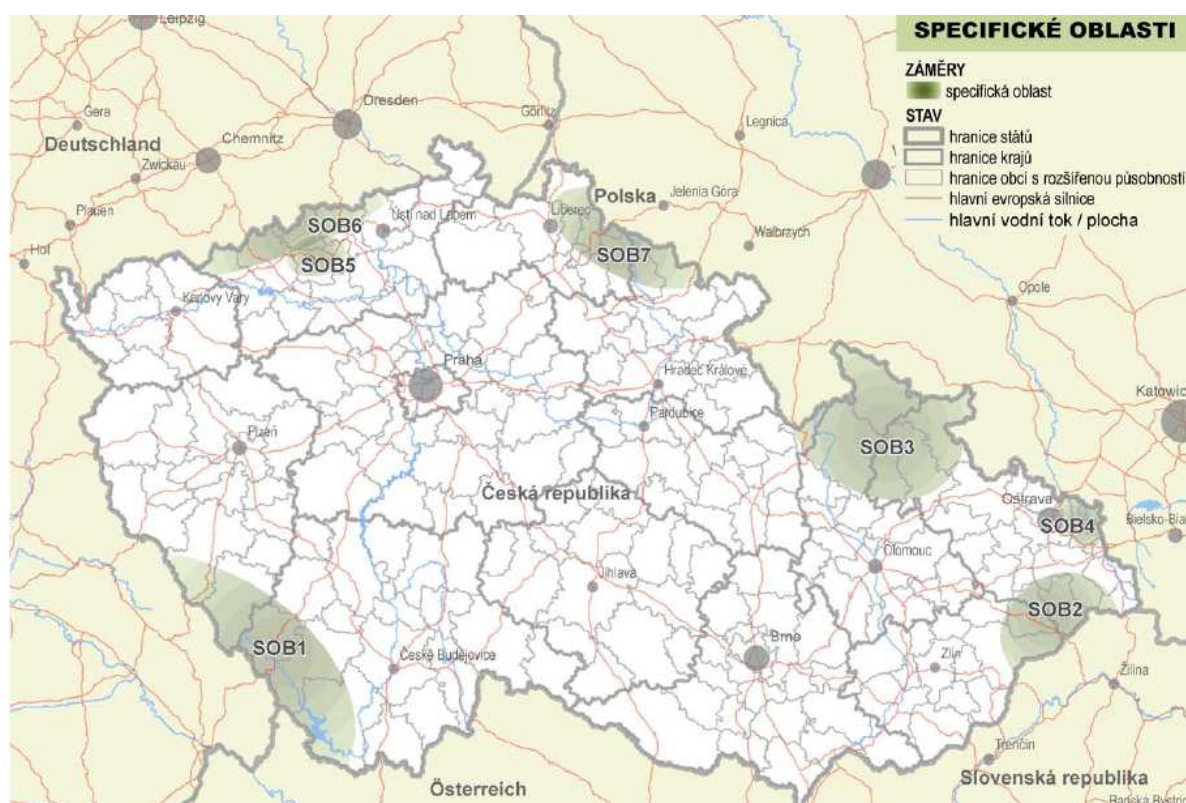 SPECIFICKÉ OBLASTI
ZÁMĚRY
specifická oblast
STAV
hranice států
hranice krajů
hranice obcí s rozšířenou působností
hlavní evropská silnice
hlavní vodní tok / plocha
Leipzig
Dresden
Görlitz
Legnica
Gera
Deutschland
Chemnitz
Zwickau
Plauen
Hof
Polska
Jelenia Góra
Walbrzych
SOB6
Ústí nad Labem
Liberec
SOB7
SOB5
Karlovy Vary
Opole
Praha
Hradec Králové
Katowic
Pardubice
Plzeň
SOB3
Česká republika
Ostrava
SOB4
Bielsko-Bia
Olomouc
Jihlava
SOB2
SOB1
České Budějovice
Brno
Zlín
Žilina
Trenčín
Slovenská republika
Österreich